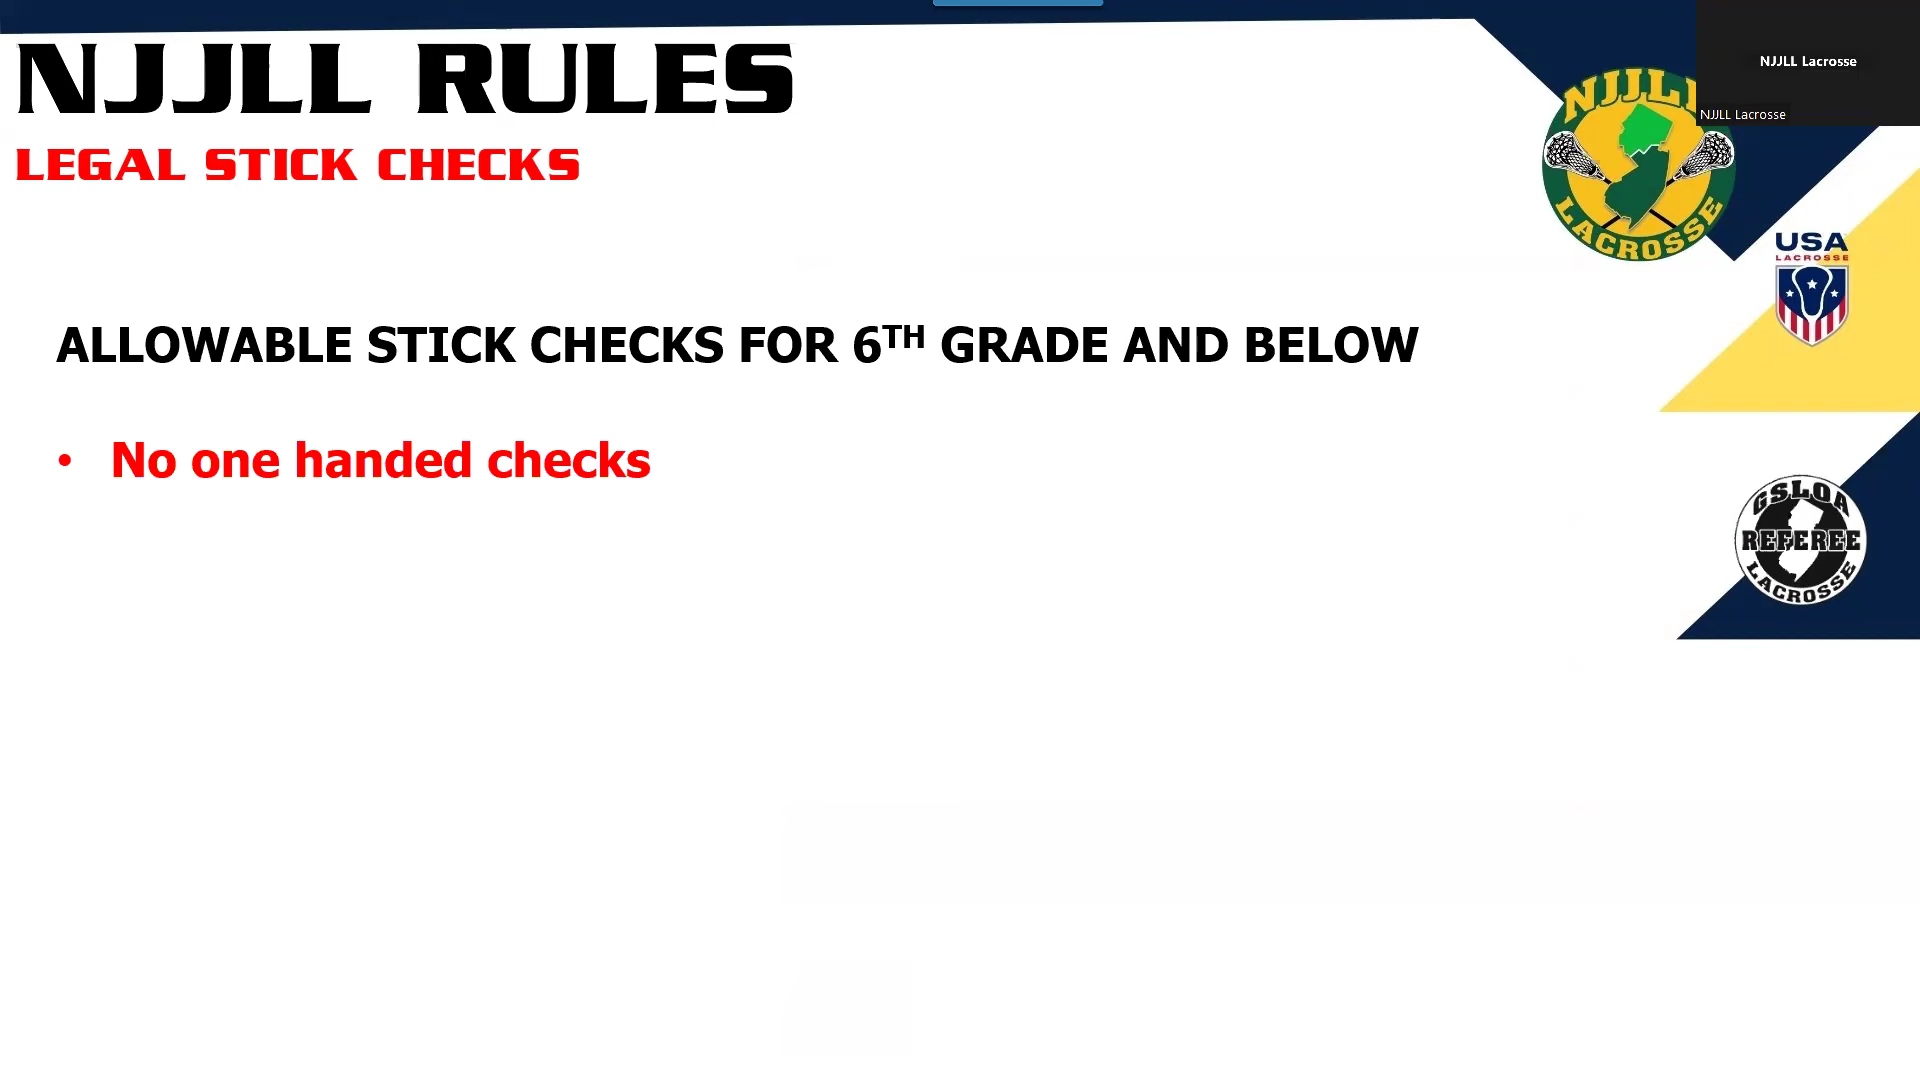 NJJLL RULES
LEGAL STICK CHECKS
NJJLL Lacrosse
NJJLL Lacrosse
LACROSSE
USA
LACROSSE
ALLOWABLE STICK CHECKS FOR 6TH GRADE AND BELOW
• No one handed checks
GSLOA
REFEREE
LACROSSE